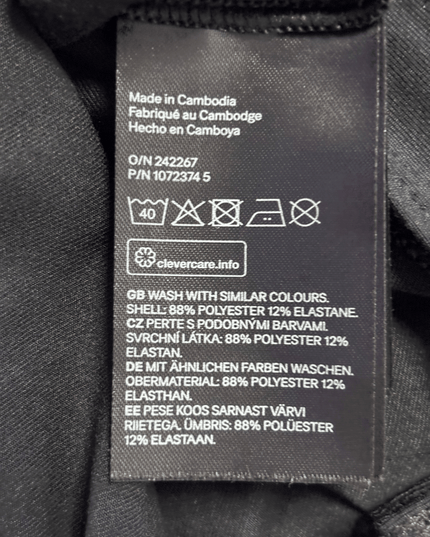 Made in Cambodia
Fabriqué au Cambodge
Hecho en Camboya
O/N 242267
P/N 1072374 5
40
clevercare.info
GB WASH WITH SIMILAR COLOURS.
SHELL: 88% POLYESTER 12% ELASTANE.
CZ PERTE S PODOBNÝMI BARVAMI.
SVRCHNÍ LÁTKA: 88% POLYESTER 12%
ELASTAN.
DE MIT ÄHNLICHEN FARBEN WASCHEN.
OBERMATERIAL: 88% POLYESTER 12%
ELASTHAN.
EE PESE KOOS SARNAST VÄRVI
RIIETEGA. ÜMBRIS: 88% POLÜESTER
12% ELASTAAN.